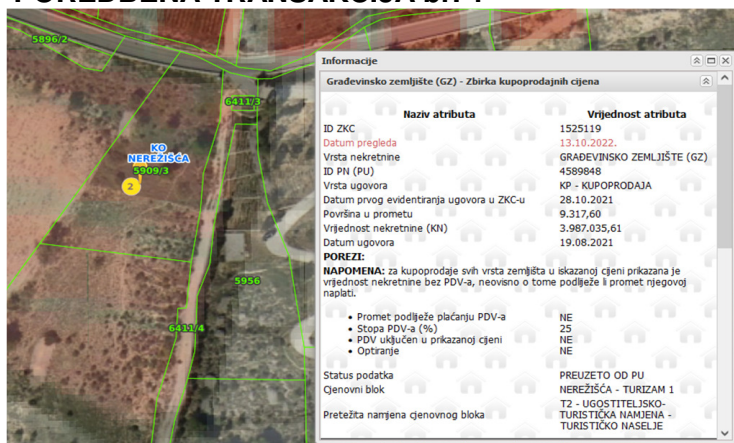 5896/2
6411/3
KO
NEREŽIŠĆA
5909/3
2
5956
6411/4
Informacije
Građevinsko zemljište (GZ) - Zbirka kupoprodajnih cijena
Naziv atributa Vrijednost atributa
ID ZKC 1525119
Datum pregleda 13.10.2022.
Vrsta nekretnine GRAĐEVINSKO ZEMLJIŠTE (GZ)
ID PN (PU) 4589848
Vrsta ugovora KP - KUPOPRODAJA
Datum prvog evidentiranja ugovora u ZKC-u 28.10.2021
Površina u prometu 9.317,60
Vrijednost nekretnine (KN) 3.987.035,61
Datum ugovora 19.08.2021
POREZI:
NAPOMENA: za kupoprodaje svih vrsta zemljišta u iskazanoj cijeni prikazana je
vrijednost nekretnine bez PDV-a, neovisno o tome podliježe li promet njegovoj
naplati.
• Promet podliježe plaćanju PDV-a NE
• Stopa PDV-a (%) 25
• PDV uključen u prikazanoj cijeni NE
• Optiranje NE
Status podatka PREUZETO OD PU
Cjenovni blok NEREŽIŠĆA - TURIZAM 1
Pretežita namjena cjenovnog bloka T2 - UGOSTITELJSKO-
TURISTIČKA NAMJENA -
TURISTIČKO NASELJE